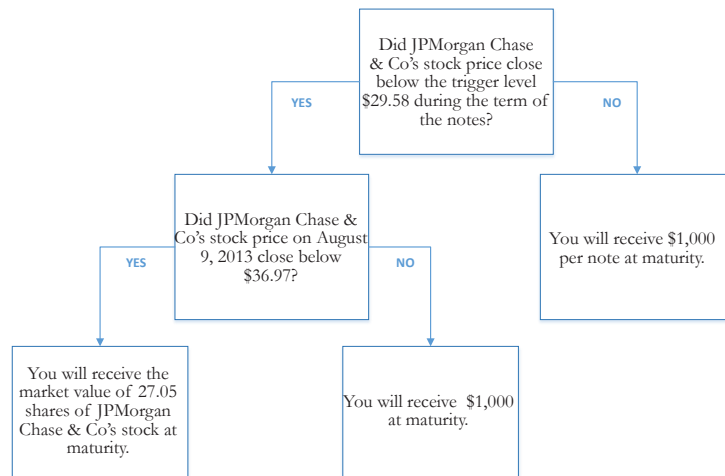 Did JPMorgan Chase
& Co's stock price close
below the trigger level
$29.58 during the term of
the notes?
YES
NO
Did JPMorgan Chase &
Co's stock price on August
9, 2013 close below
$36.97?
You will receive $1,000
per note at maturity.
YES
NO
You will receive the
market value of 27.05
shares of JPMorgan
Chase & Co's stock at
maturity.
You will receive $1,000
at maturity.